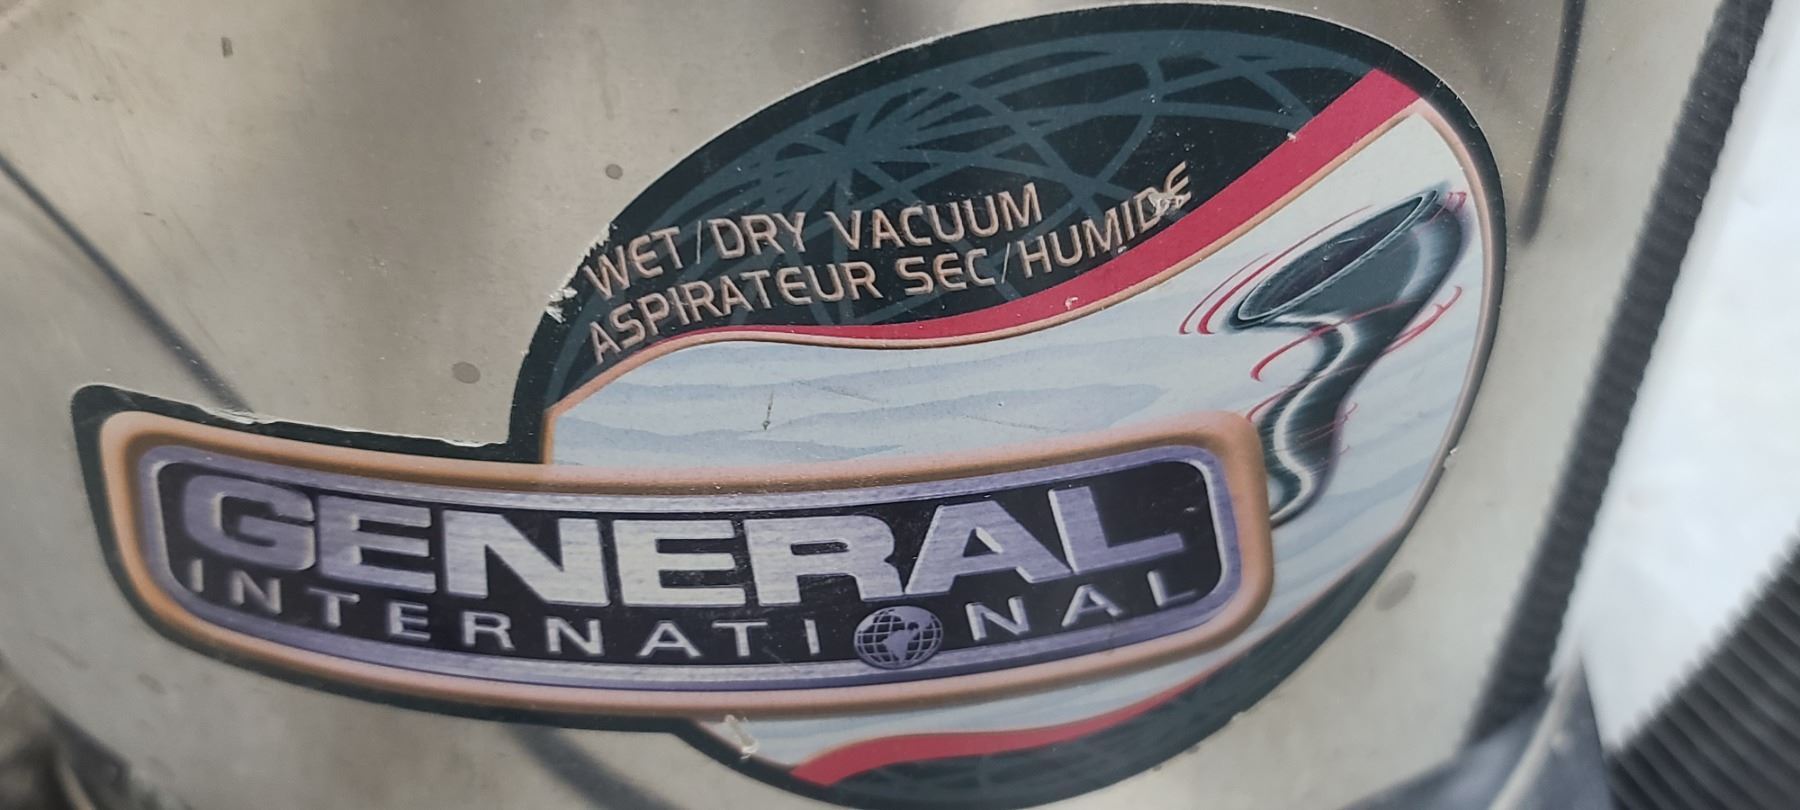 WET/DRY VACUUM
ASPIRATEUR SEC/HUMIDE
GENERAL
INTERNATIONAL